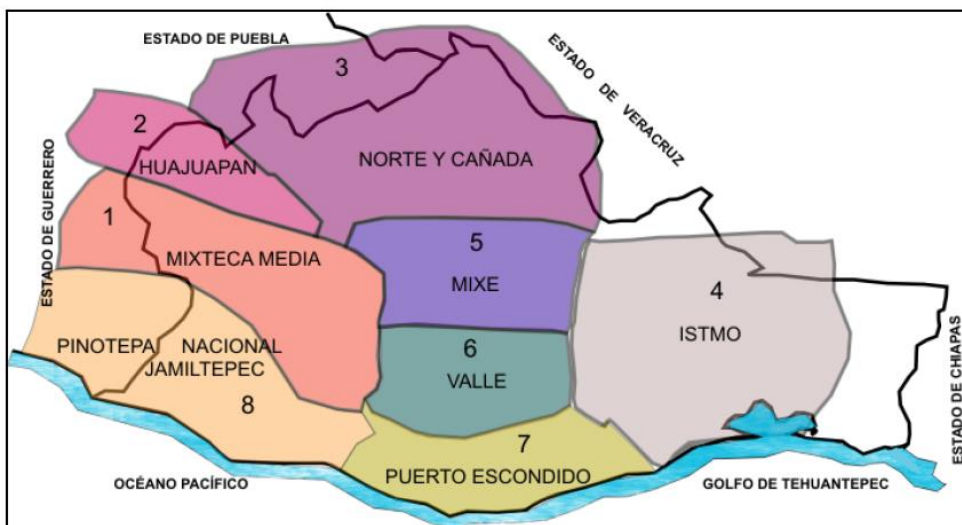 ESTADO DE PUEBLA
ESTADO DE VERACRUZ
3
2
NORTE Y CAÑADA
HUAJUAPAN
ESTADO DE GUERRERO
1
MIXTECA MEDIA
5
MIXE
4
ISTMO
PINOTEPA NACIONAL
JAMILTEPEC
8
6
VALLE
7
PUERTO ESCONDIDO
OCÉANO PACÍFICO
GOLFO DE TEHUANTEPEC
ESTADO DE CHIAPAS